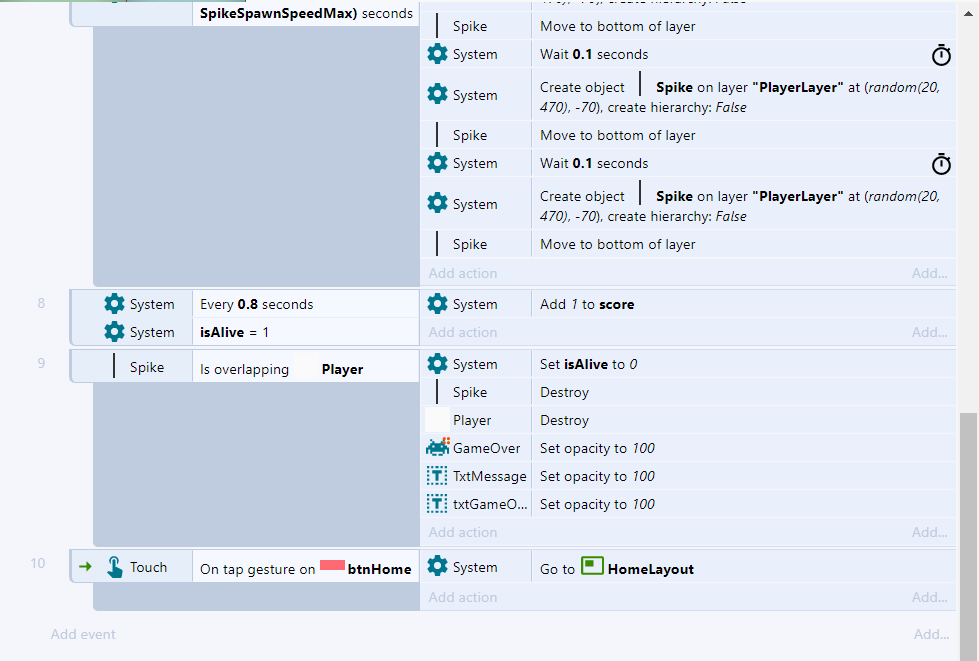 SpikeSpawnSpeedMax) seconds
Spike Move to bottom of layer
System Wait 0.1 seconds
System Create object Spike on layer "PlayerLayer" at (random(20,
470), -70), create hierarchy: False
Spike Move to bottom of layer
System Wait 0.1 seconds
System Create object Spike on layer "PlayerLayer" at (random(20,
470), -70), create hierarchy: False
Spike Move to bottom of layer
Add action Add...
8 System Every 0.8 seconds System Add 1 to score
System isAlive = 1 Add action Add...
9 Spike Is overlapping Player System Set isAlive to 0
Spike Destroy
Player Destroy
GameOver Set opacity to 100
TxtMessage Set opacity to 100
txtGameO... Set opacity to 100
Add action Add...
10 Touch On tap gesture on btnHome System Go to HomeLayout
Add action Add...
Add event Add...